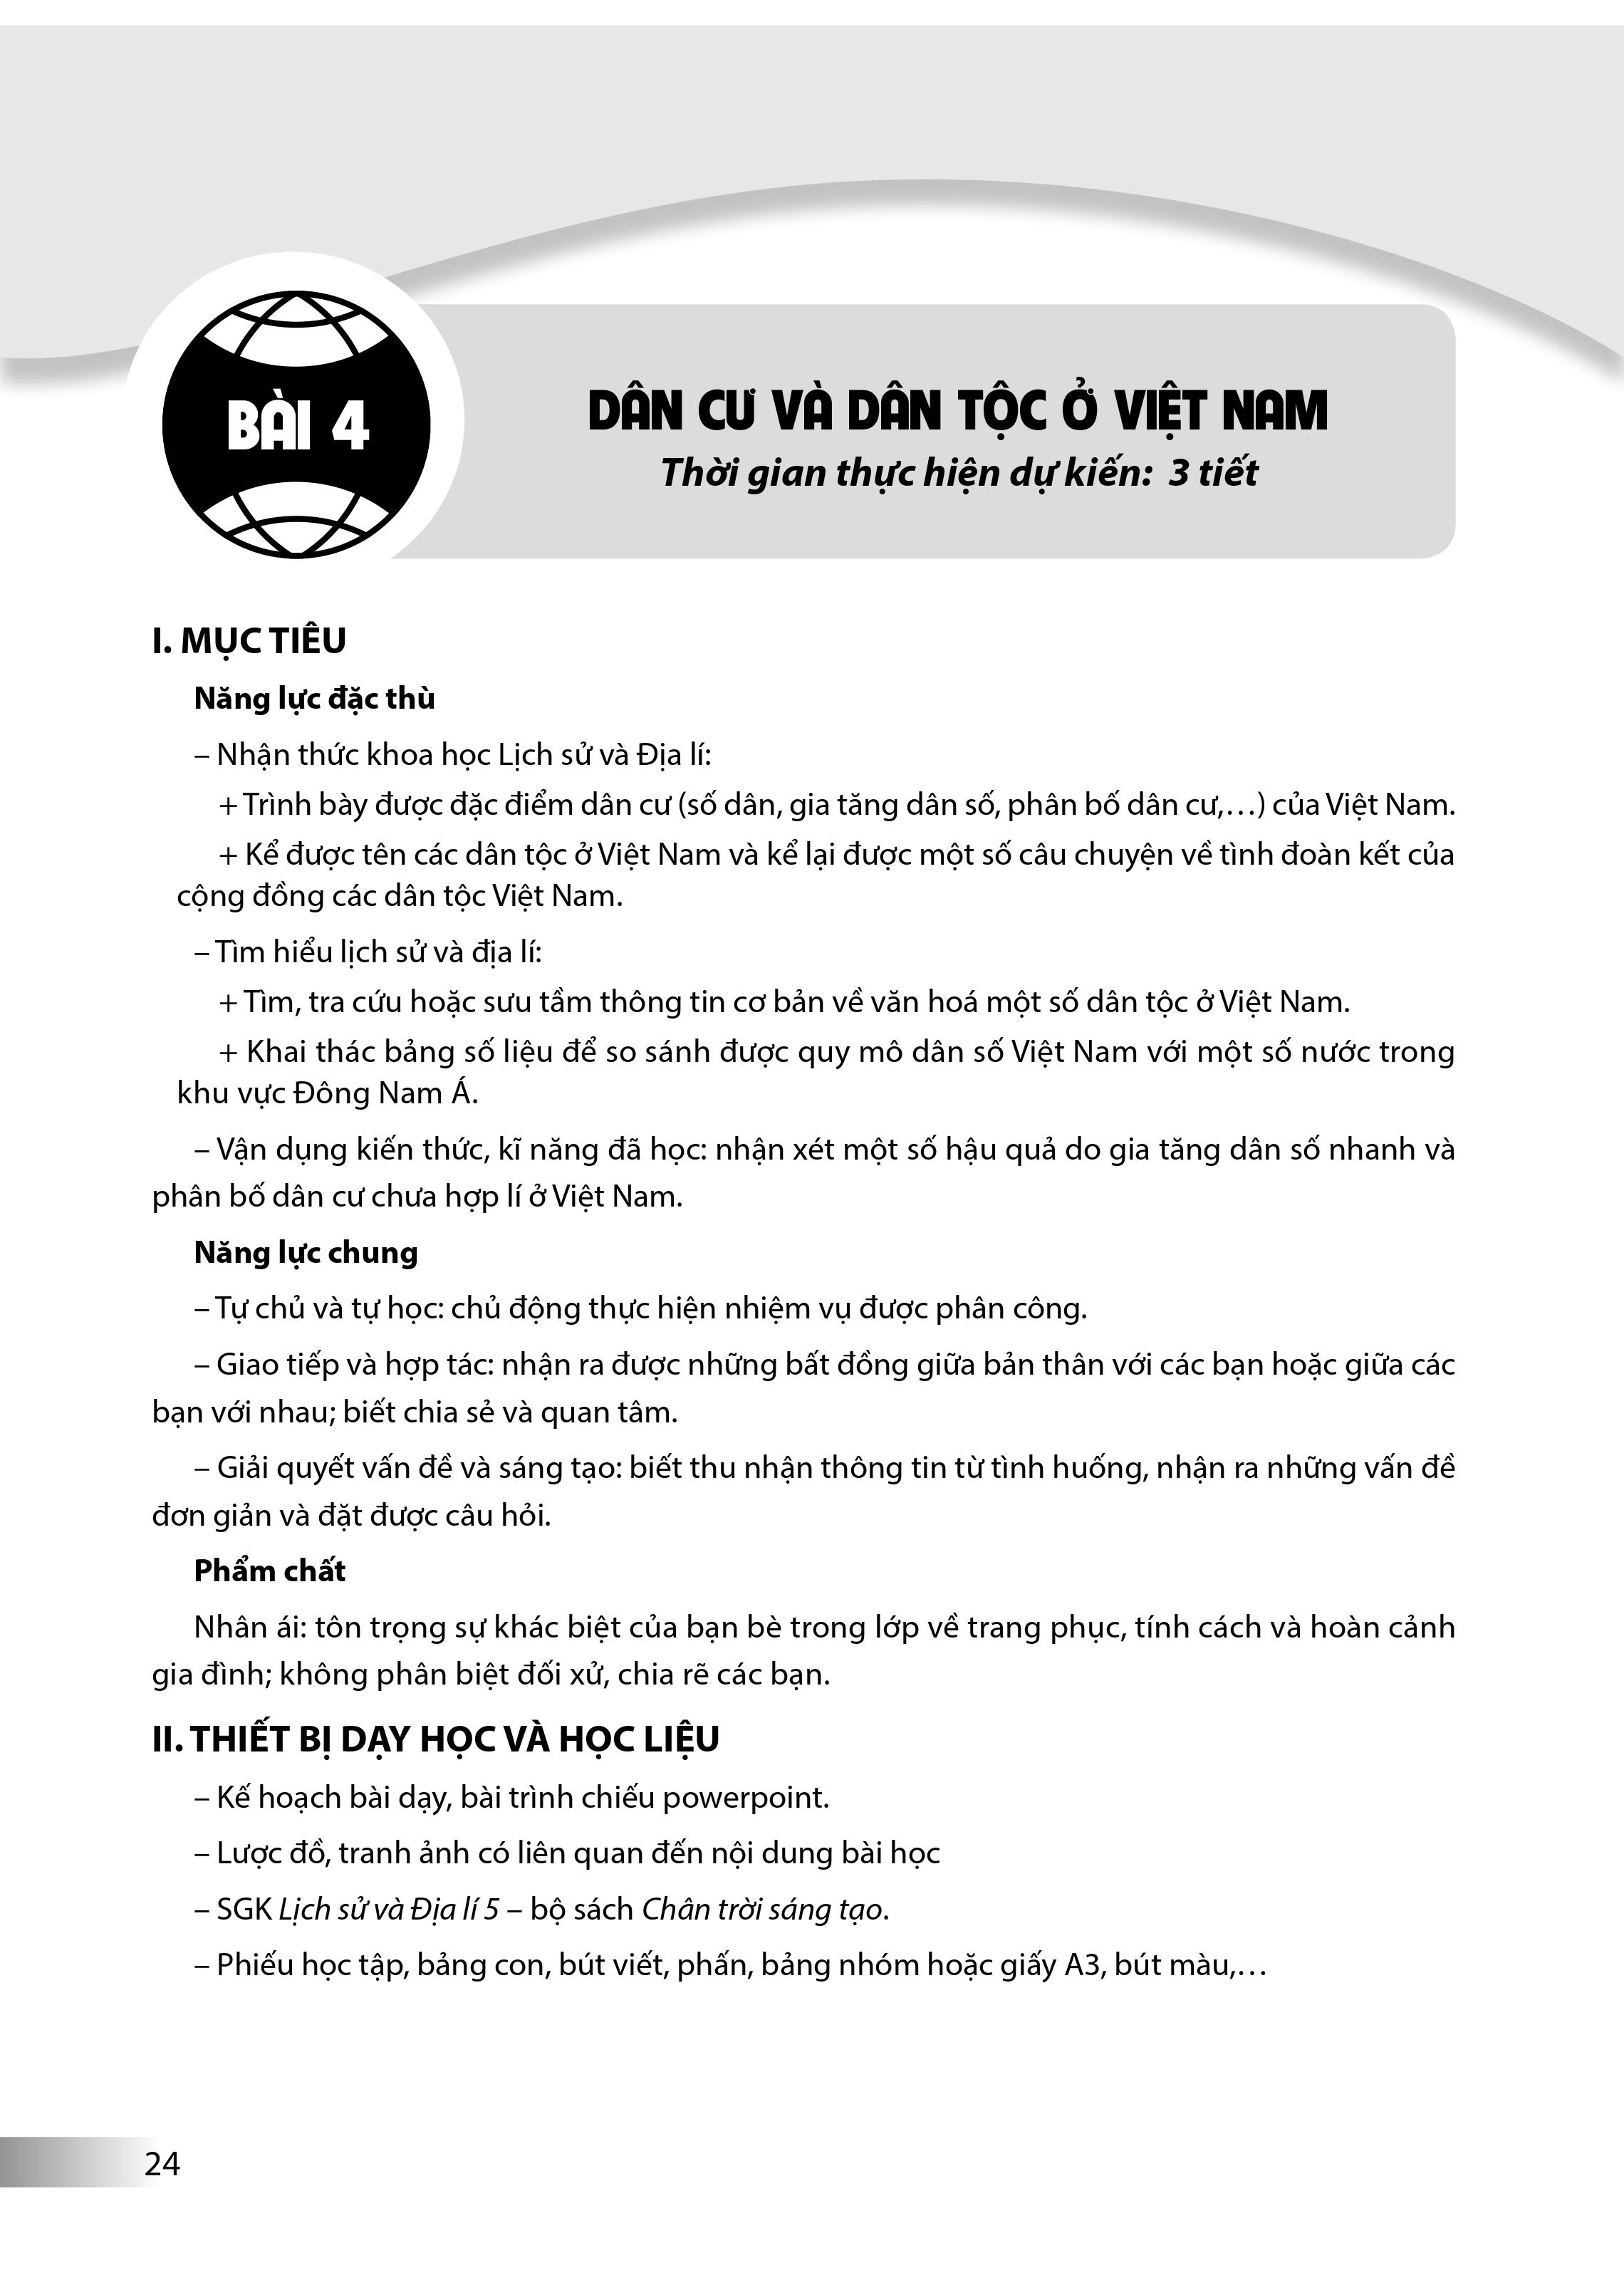 BÀI 4
DÂN CƯ VÀ DÂN TỘC Ở VIỆT NAM
Thời gian thực hiện dự kiến: 3 tiết
I. MỤC TIÊU
Năng lực đặc thù
– Nhận thức khoa học Lịch sử và Địa lí:
+ Trình bày được đặc điểm dân cư (số dân, gia tăng dân số, phân bố dân cư,…) của Việt Nam.
+ Kể được tên các dân tộc ở Việt Nam và kể lại được một số câu chuyện về tình đoàn kết của
cộng đồng các dân tộc Việt Nam.
– Tìm hiểu lịch sử và địa lí:
+ Tìm, tra cứu hoặc sưu tầm thông tin cơ bản về văn hoá một số dân tộc ở Việt Nam.
+ Khai thác bảng số liệu để so sánh được quy mô dân số Việt Nam với một số nước trong
khu vực Đông Nam Á.
– Vận dụng kiến thức, kĩ năng đã học: nhận xét một số hậu quả do gia tăng dân số nhanh và
phân bố dân cư chưa hợp lí ở Việt Nam.
Năng lực chung
– Tự chủ và tự học: chủ động thực hiện nhiệm vụ được phân công.
– Giao tiếp và hợp tác: nhận ra được những bất đồng giữa bản thân với các bạn hoặc giữa các
bạn với nhau; biết chia sẻ và quan tâm.
– Giải quyết vấn đề và sáng tạo: biết thu nhận thông tin từ tình huống, nhận ra những vấn đề
đơn giản và đặt được câu hỏi.
Phẩm chất
Nhân ái: tôn trọng sự khác biệt của bạn bè trong lớp về trang phục, tính cách và hoàn cảnh
gia đình; không phân biệt đối xử, chia rẽ các bạn.
II. THIẾT BỊ DẠY HỌC VÀ HỌC LIỆU
– Kế hoạch bài dạy, bài trình chiếu powerpoint.
– Lược đồ, tranh ảnh có liên quan đến nội dung bài học
– SGK Lịch sử và Địa lí 5 – bộ sách Chân trời sáng tạo.
– Phiếu học tập, bảng con, bút viết, phấn, bảng nhóm hoặc giấy A3, bút màu,…
24